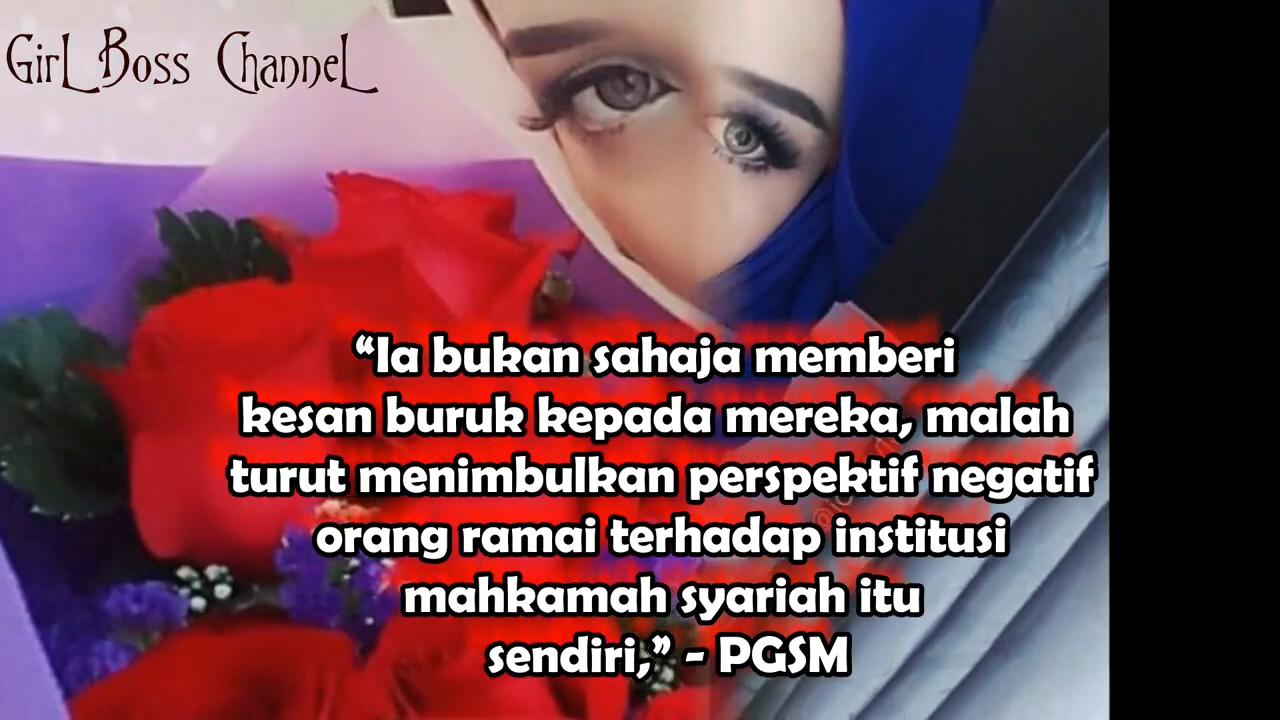 GirL Boss ChanneL
“Ia bukan sahaja memberi
kesan buruk kepada mereka, malah
turut menimbulkan perspektif negatif
orang ramai terhadap institusi
mahkamah syariah itu
sendiri,” - PGSM